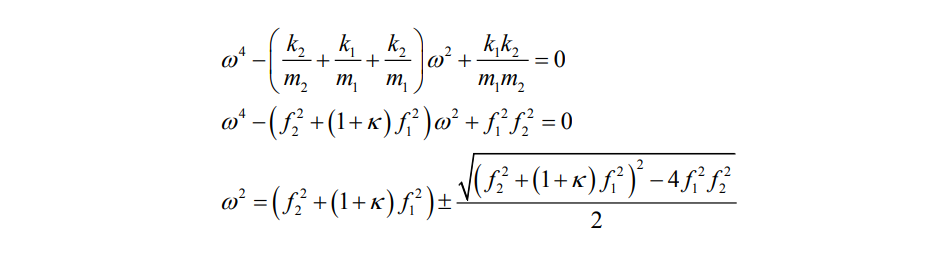 ω⁴ − (k₂/m₂ + k₁/m₁ + k₂/m₁)ω² + k₁k₂/m₁m₂ = 0
ω⁴ − (f₂² + (1+κ)f₁²)ω² + f₁²f₂² = 0
ω² = (f₂² + (1+κ)f₁²) ± √((f₂² + (1+κ)f₁²)² − 4f₁²f₂²)/2